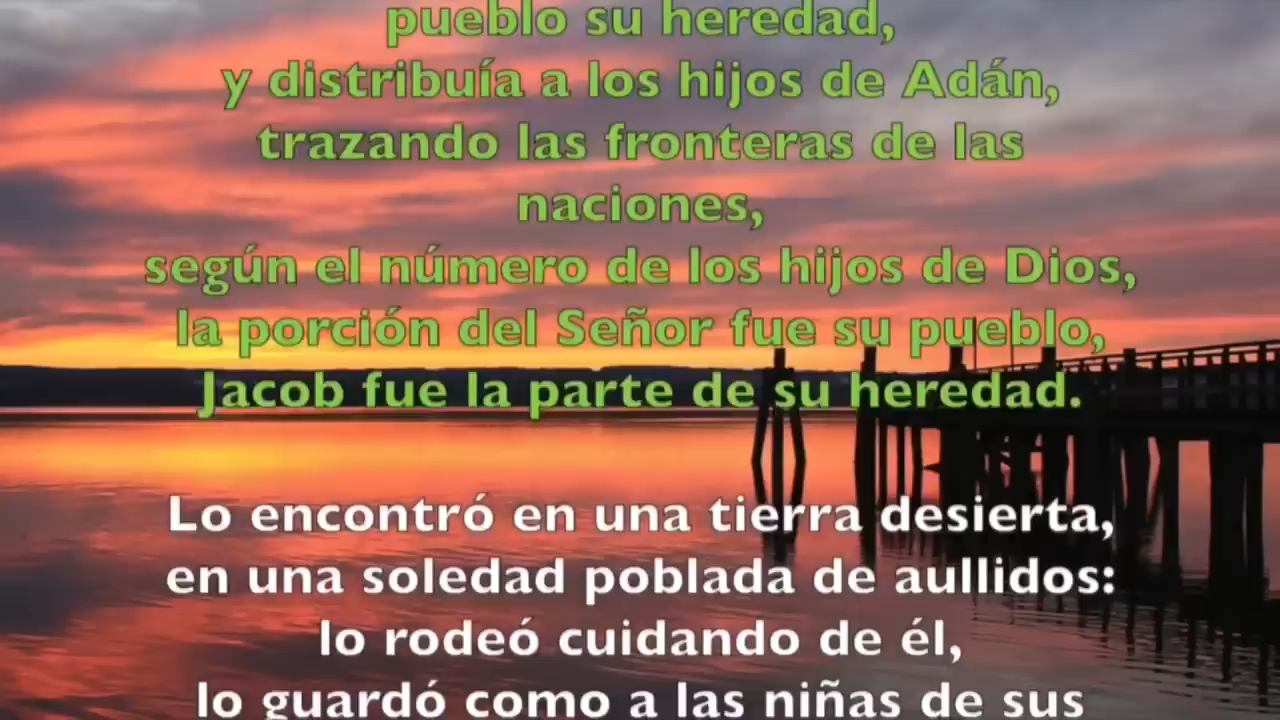 pueblo su heredad,
y distribuía a los hijos de Adán,
trazando las fronteras de las
naciones,
según el número de los hijos de Dios,
la porción del Señor fue su pueblo,
Jacob fue la parte de su heredad.
Lo encontró en una tierra desierta,
en una soledad poblada de aullidos:
lo rodeó cuidando de él,
lo guardó como a las niñas de sus